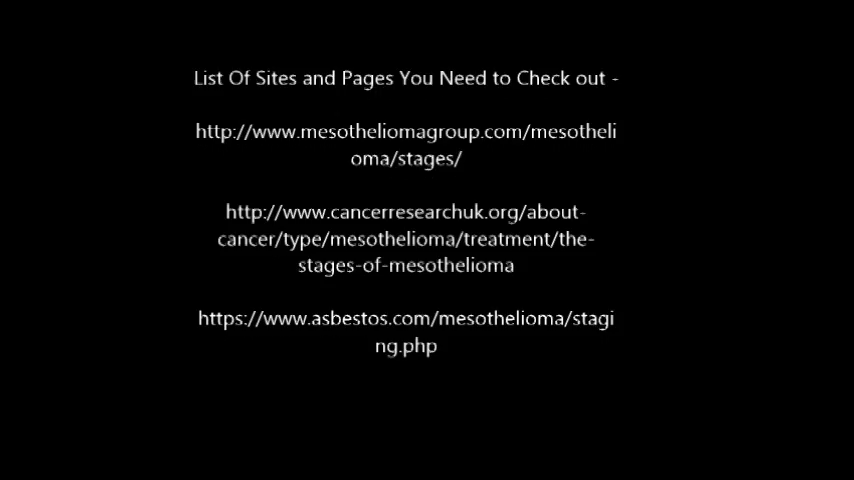 List Of Sites and Pages You Need to Check out -
http://www.mesotheliomagroup.com/mesotheli
oma/stages/
http://www.cancerresearchuk.org/about-
cancer/type/mesothelioma/treatment/the-
stages-of-mesothelioma
https://www.asbestos.com/mesothelioma/stagi
ng.php